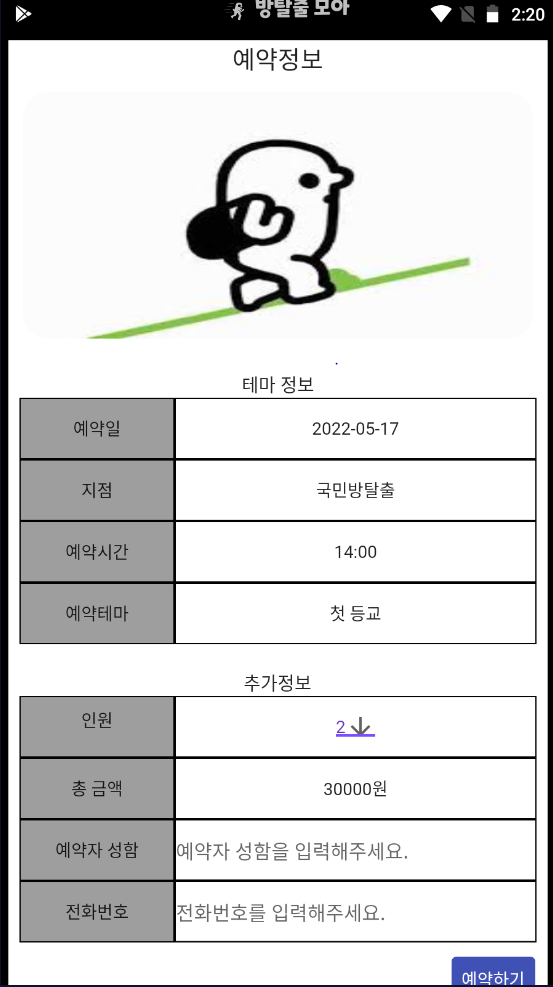 방탈출 모아
2:20
예약정보
테마 정보
예약일 2022-05-17
지점 국민방탈출
예약시간 14:00
예약테마 첫 등교
추가정보
인원 2
총 금액 30000원
예약자 성함 예약자 성함을 입력해주세요.
전화번호 전화번호를 입력해주세요.
예약하기